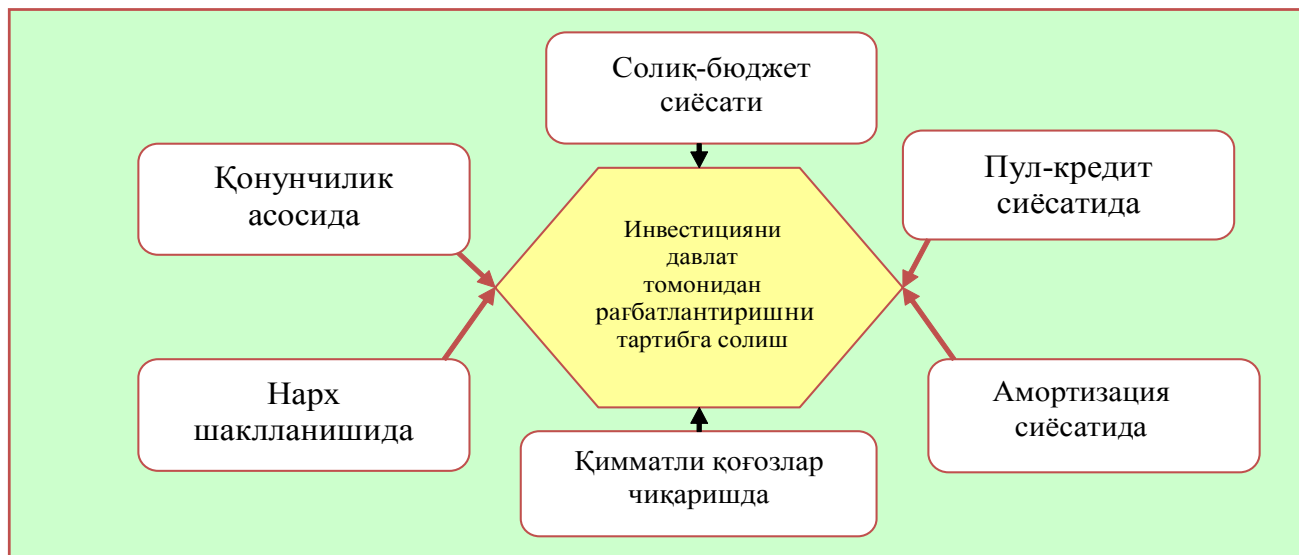 Солиқ-бюджет
сиёсати
Қонунчилик
асосида
Пул-кредит
сиёсатида
Инвестицияни
давлат
томонидан
рағбатлантиришни
тартибга солиш
Нарх
шаклланишида
Амортизация
сиёсатида
Қимматли қоғозлар
чиқаришда